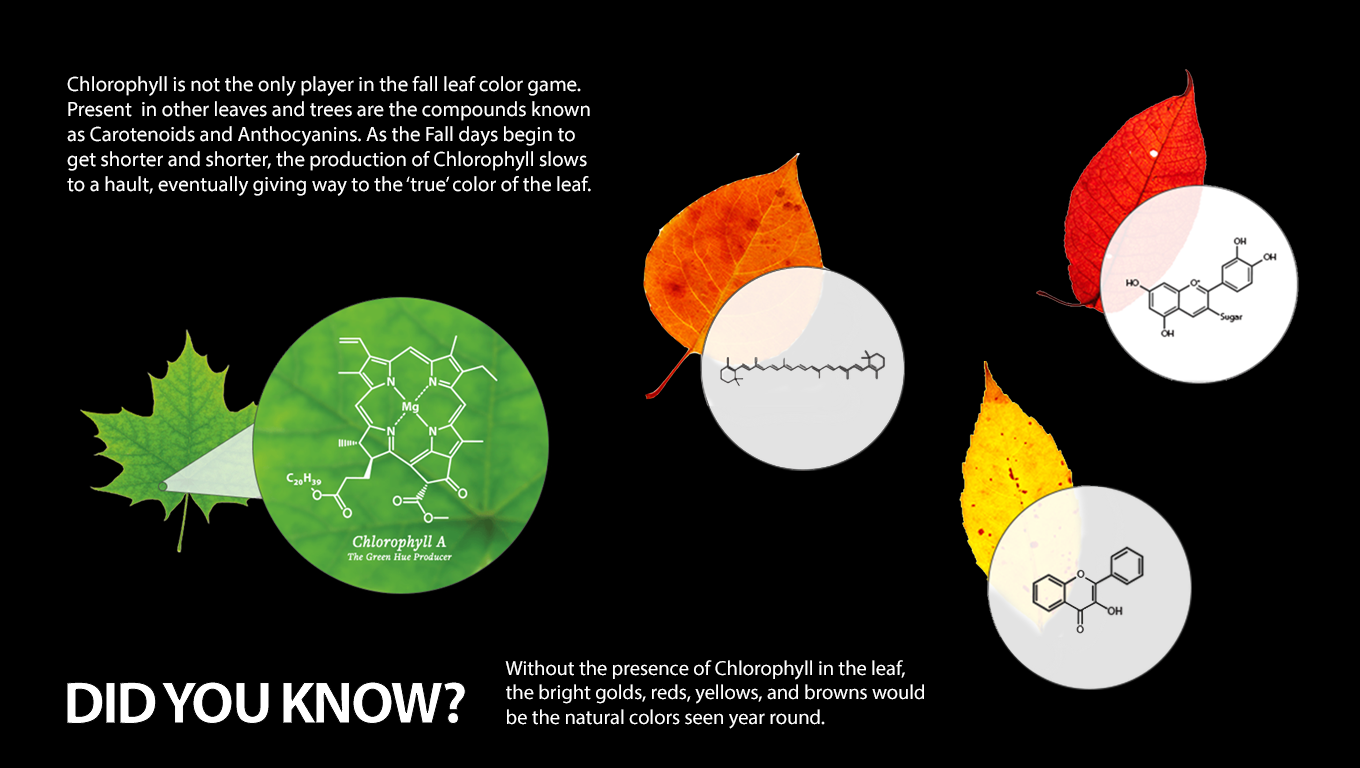 Chlorophyll is not the only player in the fall leaf color game.
Present  in other leaves and trees are the compounds known
as Carotenoids and Anthocyanins. As the Fall days begin to
get shorter and shorter, the production of Chlorophyll slows
to a hault, eventually giving way to the ‘true’ color of the leaf.
OH
OH
HO
O⁺
Sugar
OH
N
N
Mg
N
N
C₂₀H₃₉
O
O
O
O
O
Chlorophyll A
The Green Hue Producer
O
OH
O
DID YOU KNOW?
Without the presence of Chlorophyll in the leaf,
the bright golds, reds, yellows, and browns would
be the natural colors seen year round.